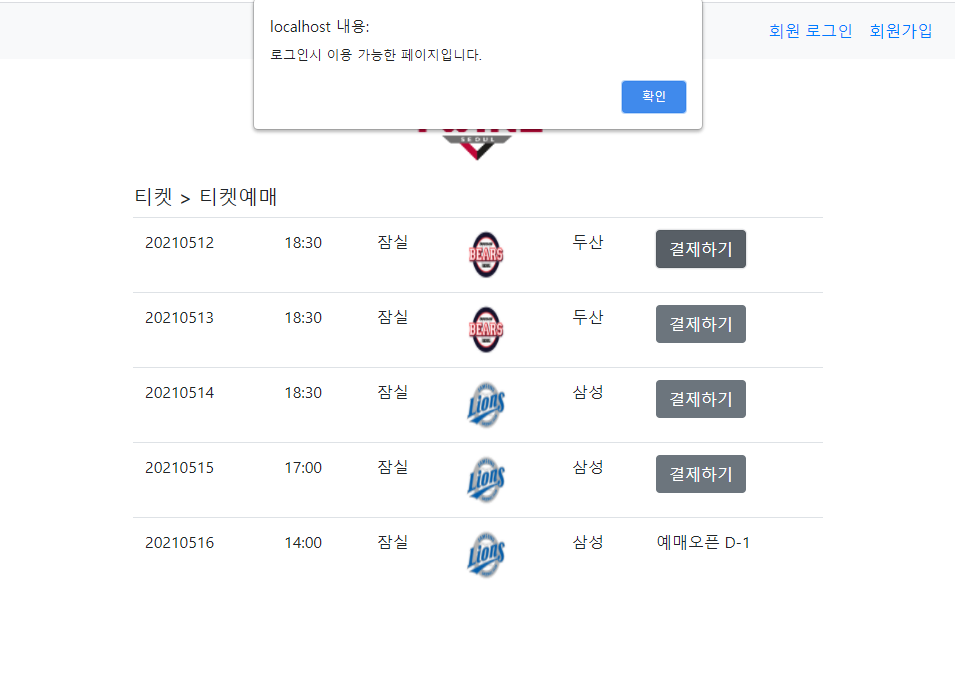 localhost 내용:
로그인시 이용 가능한 페이지입니다.
확인
회원 로그인 회원가입
SEOUL
티켓 > 티켓예매
20210512 18:30 잠실 BEARS 두산 결제하기
20210513 18:30 잠실 BEARS 두산 결제하기
20210514 18:30 잠실 Lions 삼성 결제하기
20210515 17:00 잠실 Lions 삼성 결제하기
20210516 14:00 잠실 Lions 삼성 예매오픈 D-1